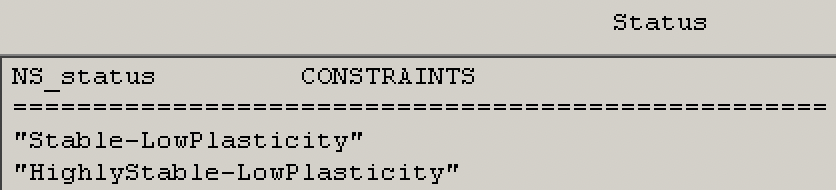 Status
NS_status CONSTRAINTS
===================================================
"Stable-LowPlasticity"
"HighlyStable-LowPlasticity"